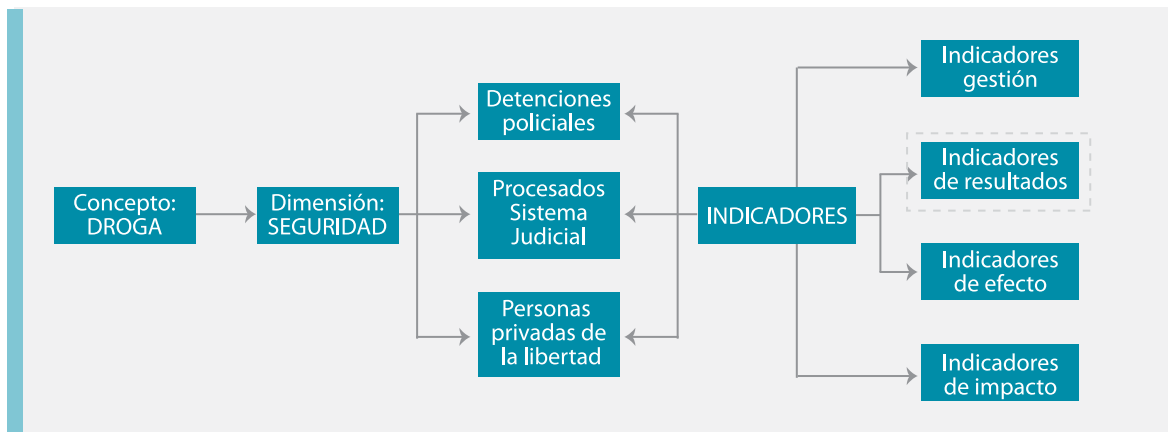 Concepto:
DROGA
Dimensión:
SEGURIDAD
Detenciones
policiales
Procesados
Sistema
Judicial
Personas
privadas de
la libertad
INDICADORES
Indicadores
gestión
Indicadores
de resultados
Indicadores
de efecto
Indicadores
de impacto